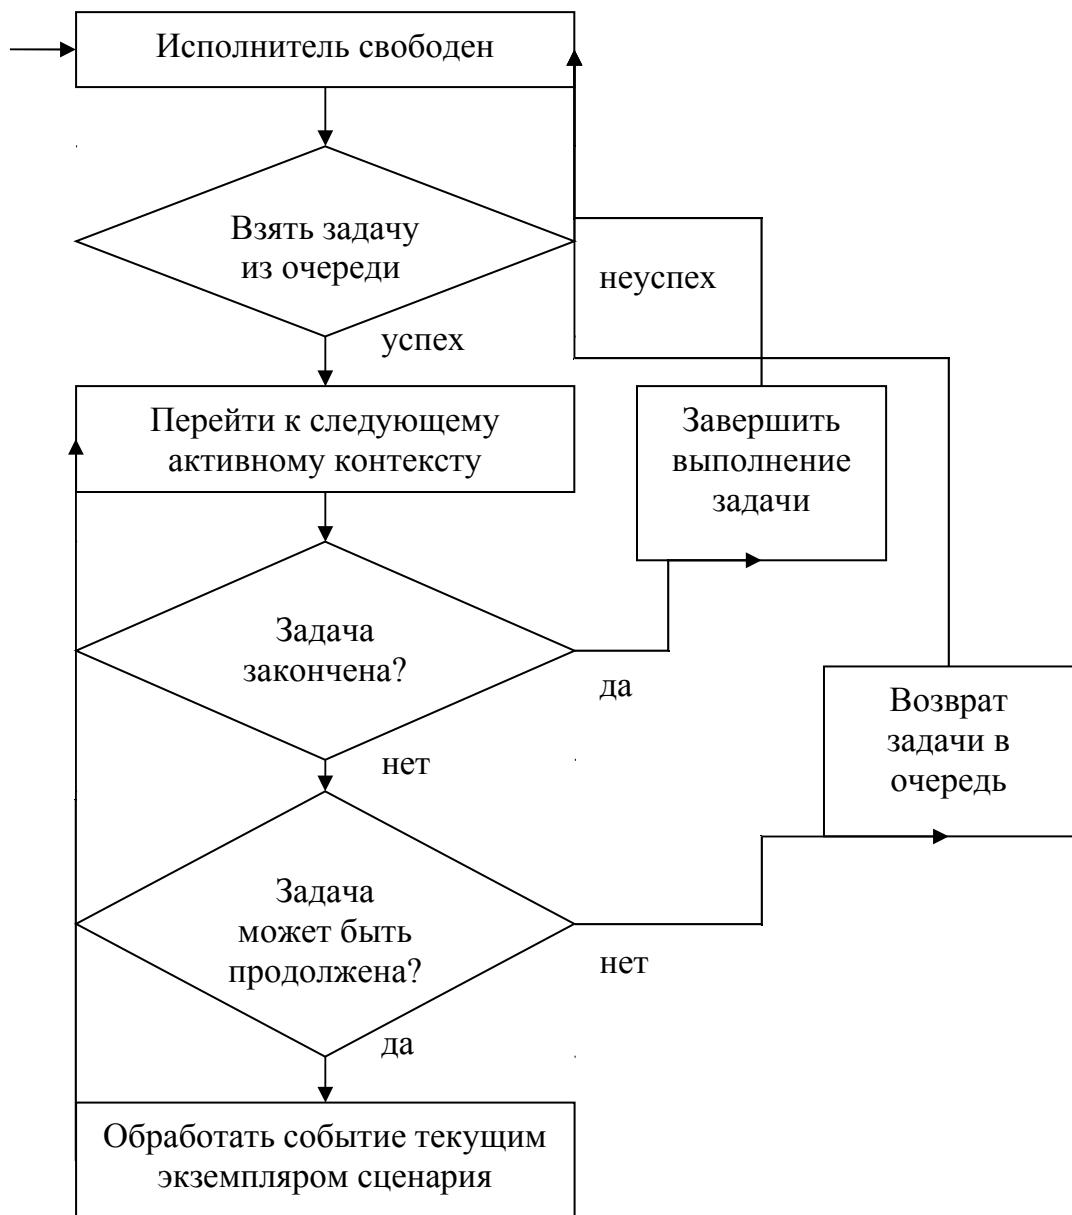 Исполнитель свободен
Взять задачу
из очереди
неуспех
успех
Перейти к следующему
активному контексту
Завершить
выполнение
задачи
Задача
закончена?
да
нет
Возврат
задачи в
очередь
Задача
может быть
продолжена?
нет
да
Обработать событие текущим
экземпляром сценария